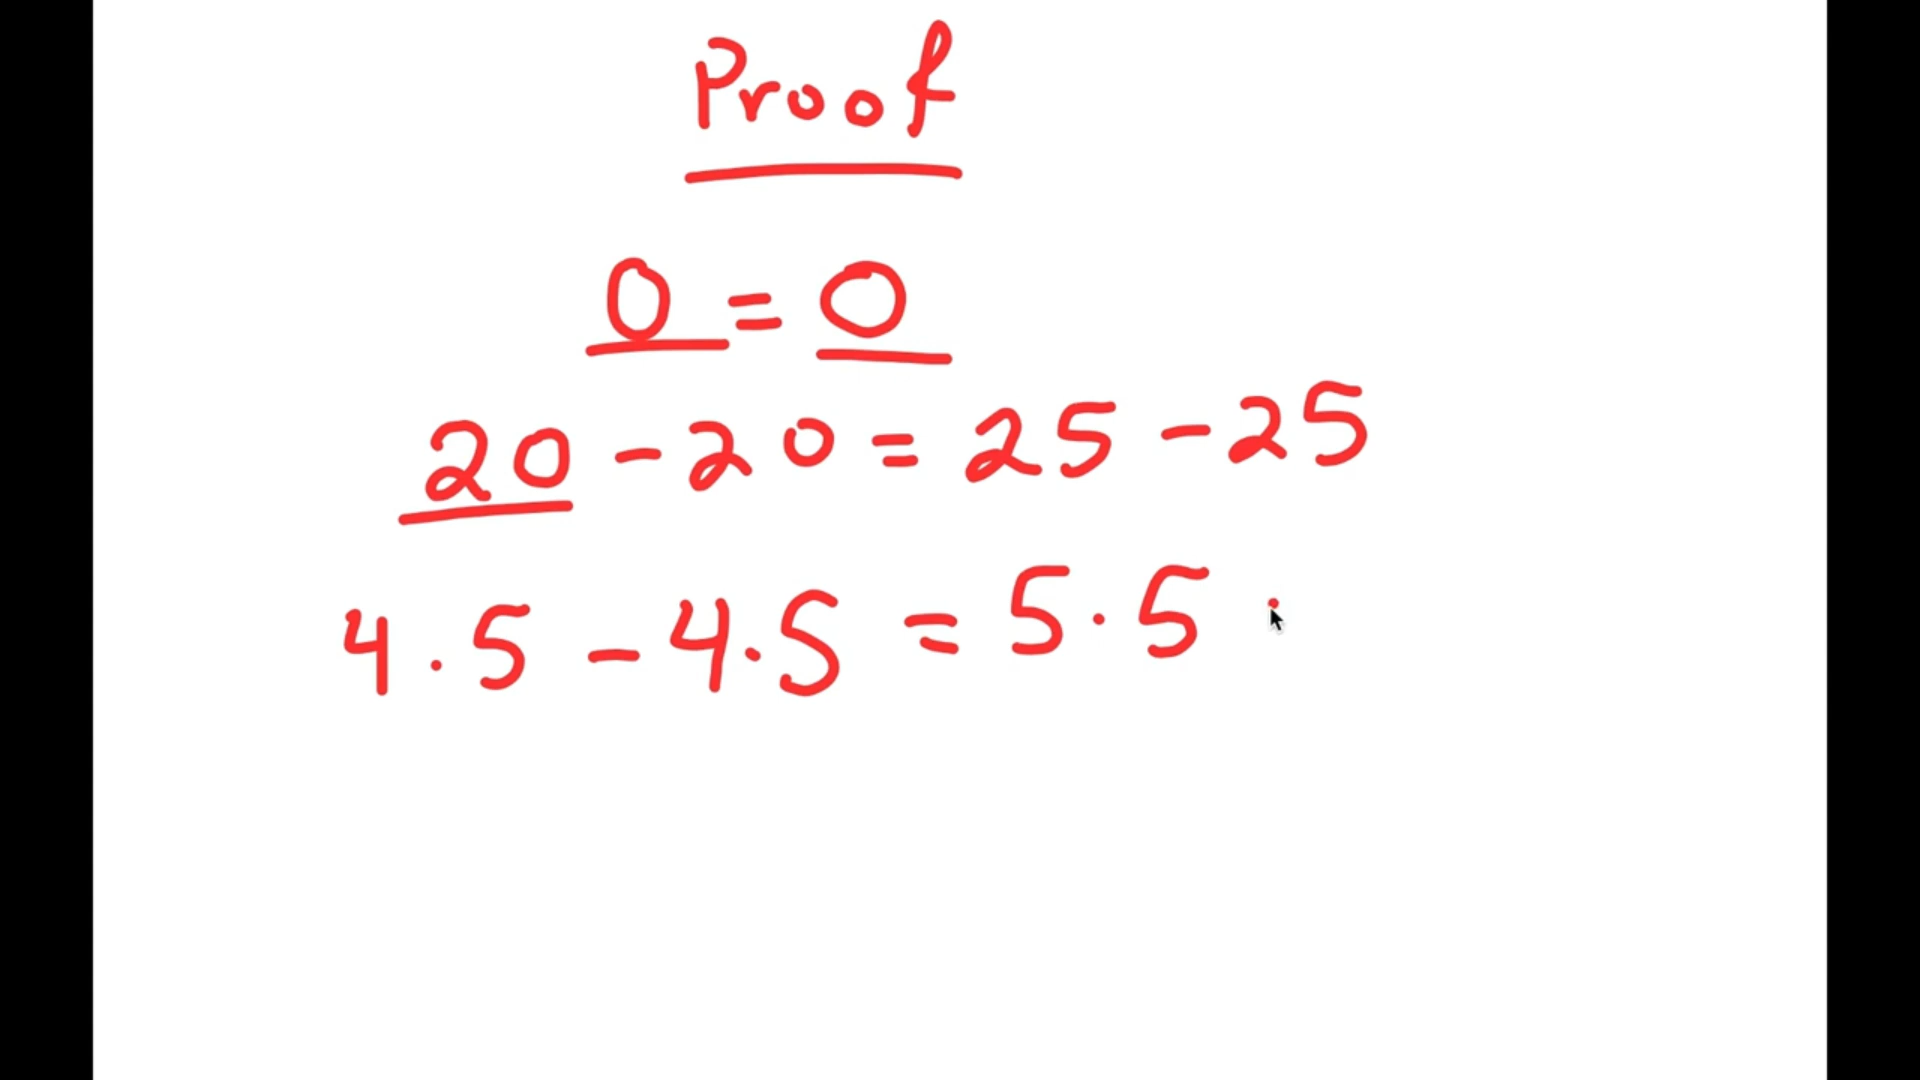 Proof
0 = 0
20 - 20 = 25 - 25
4 · 5 - 4 · 5 = 5 · 5